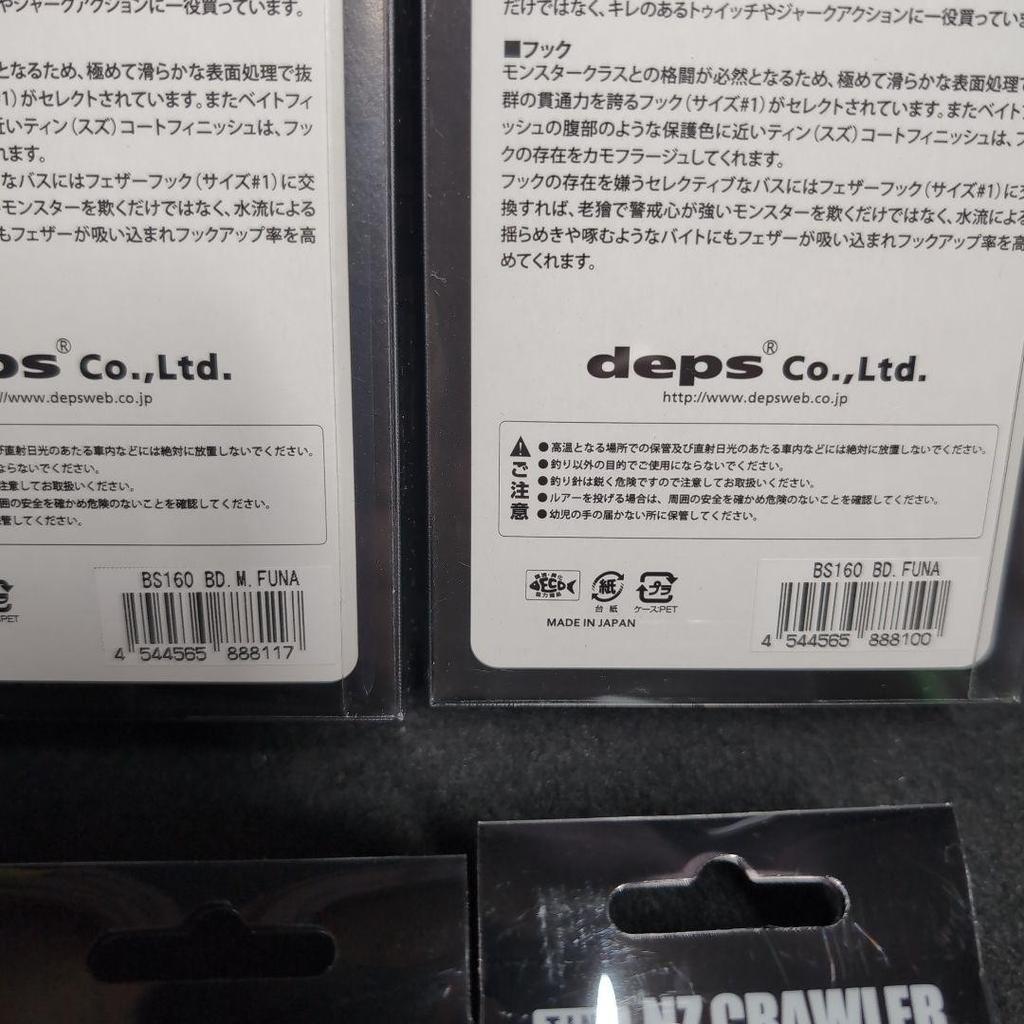 やジャークアクションに一役買っています。
となるため、極めて滑らかな表面処理で抜
#1)がセレクトされています。またベイトフィ
近いティン(スズ)コートフィニッシュは、フッ
れます。
なバスにはフェザーフック(サイズ#1)に交
モンスターを欺くだけではなく、水流による
もフェザーが吸い込まれフックアップ率を高
ps® Co.,Ltd.
//www.depsweb.co.jp
び直射日光のあたる車内などには絶対に放置しないでください。
ならないでください。
注意してお取扱いください。
囲の安全を確かめ危険のないことを確認してください。
管してください。
PET
BS160 BD.M.FUNA
4 544565 888117
だけではなく、キレのあるトゥイッチやジャークアクションに一役買っていま
■フック
モンスタークラスとの格闘が必然となるため、極めて滑らかな表面処理で
群の貫通力を誇るフック(サイズ#1)がセレクトされています。またベイトフ
ッシュの腹部のような保護色に近いティン(スズ)コートフィニッシュは、フ
クの存在をカモフラージュしてくれます。
フックの存在を嫌うセレクティブなバスにはフェザーフック(サイズ#1)に交
換すれば、老獪で警戒心が強いモンスターを欺くだけではなく、水流による
揺らめきや啄むようなバイトにもフェザーが吸い込まれフックアップ率を高
めてくれます。
deps® Co.,Ltd.
http://www.depsweb.co.jp
ご注意
●高温となる場所での保管及び直射日光のあたる車内などには絶対に放置しないでください。
●釣り以外の目的でご使用にならないでください。
●釣り針は鋭く危険ですので注意してお取扱いください。
●ルアーを投げる場合は、周囲の安全を確かめ危険のないことを確認してください。
●幼児の手の届かない所に保管してください。
ECO
紙
台紙
プラ
ケース:PET
MADE IN JAPAN
BS160 BD.FUNA
4 544565 888100
NZ CRAWLER